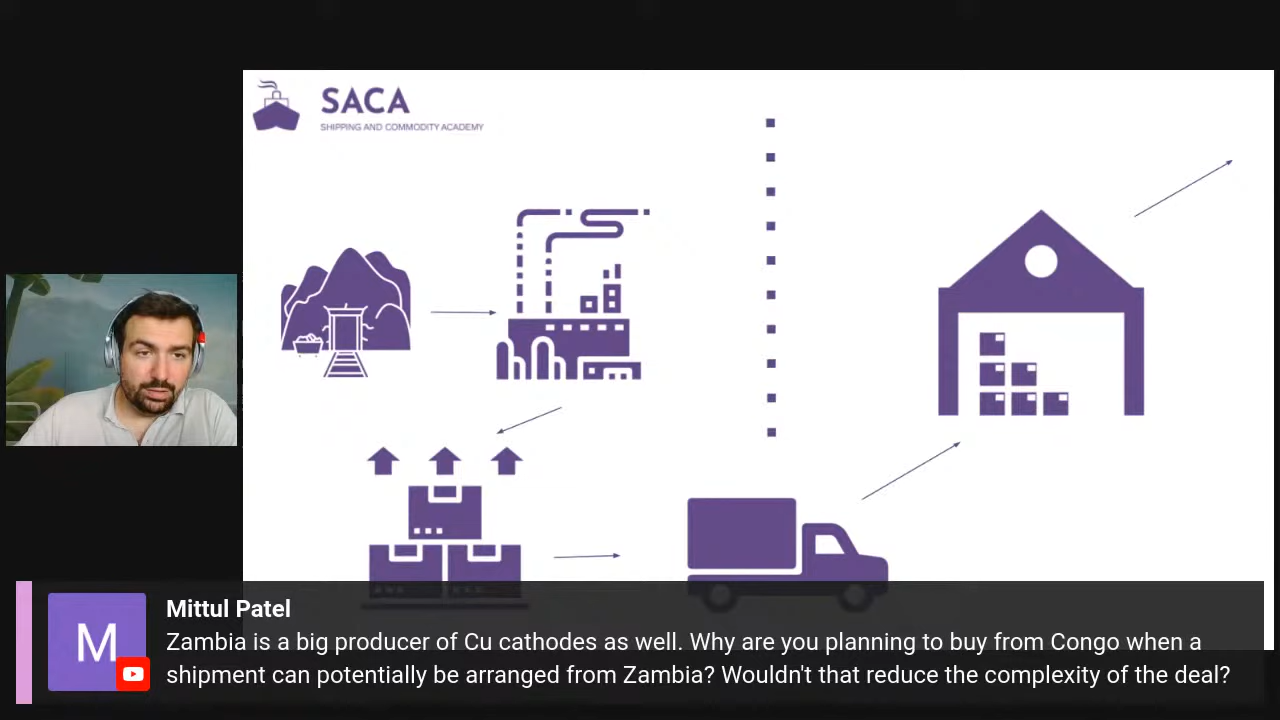 SACA
SHIPPING AND COMMODITY ACADEMY
M
Mittul Patel
Zambia is a big producer of Cu cathodes as well. Why are you planning to buy from Congo when a
shipment can potentially be arranged from Zambia? Wouldn't that reduce the complexity of the deal?